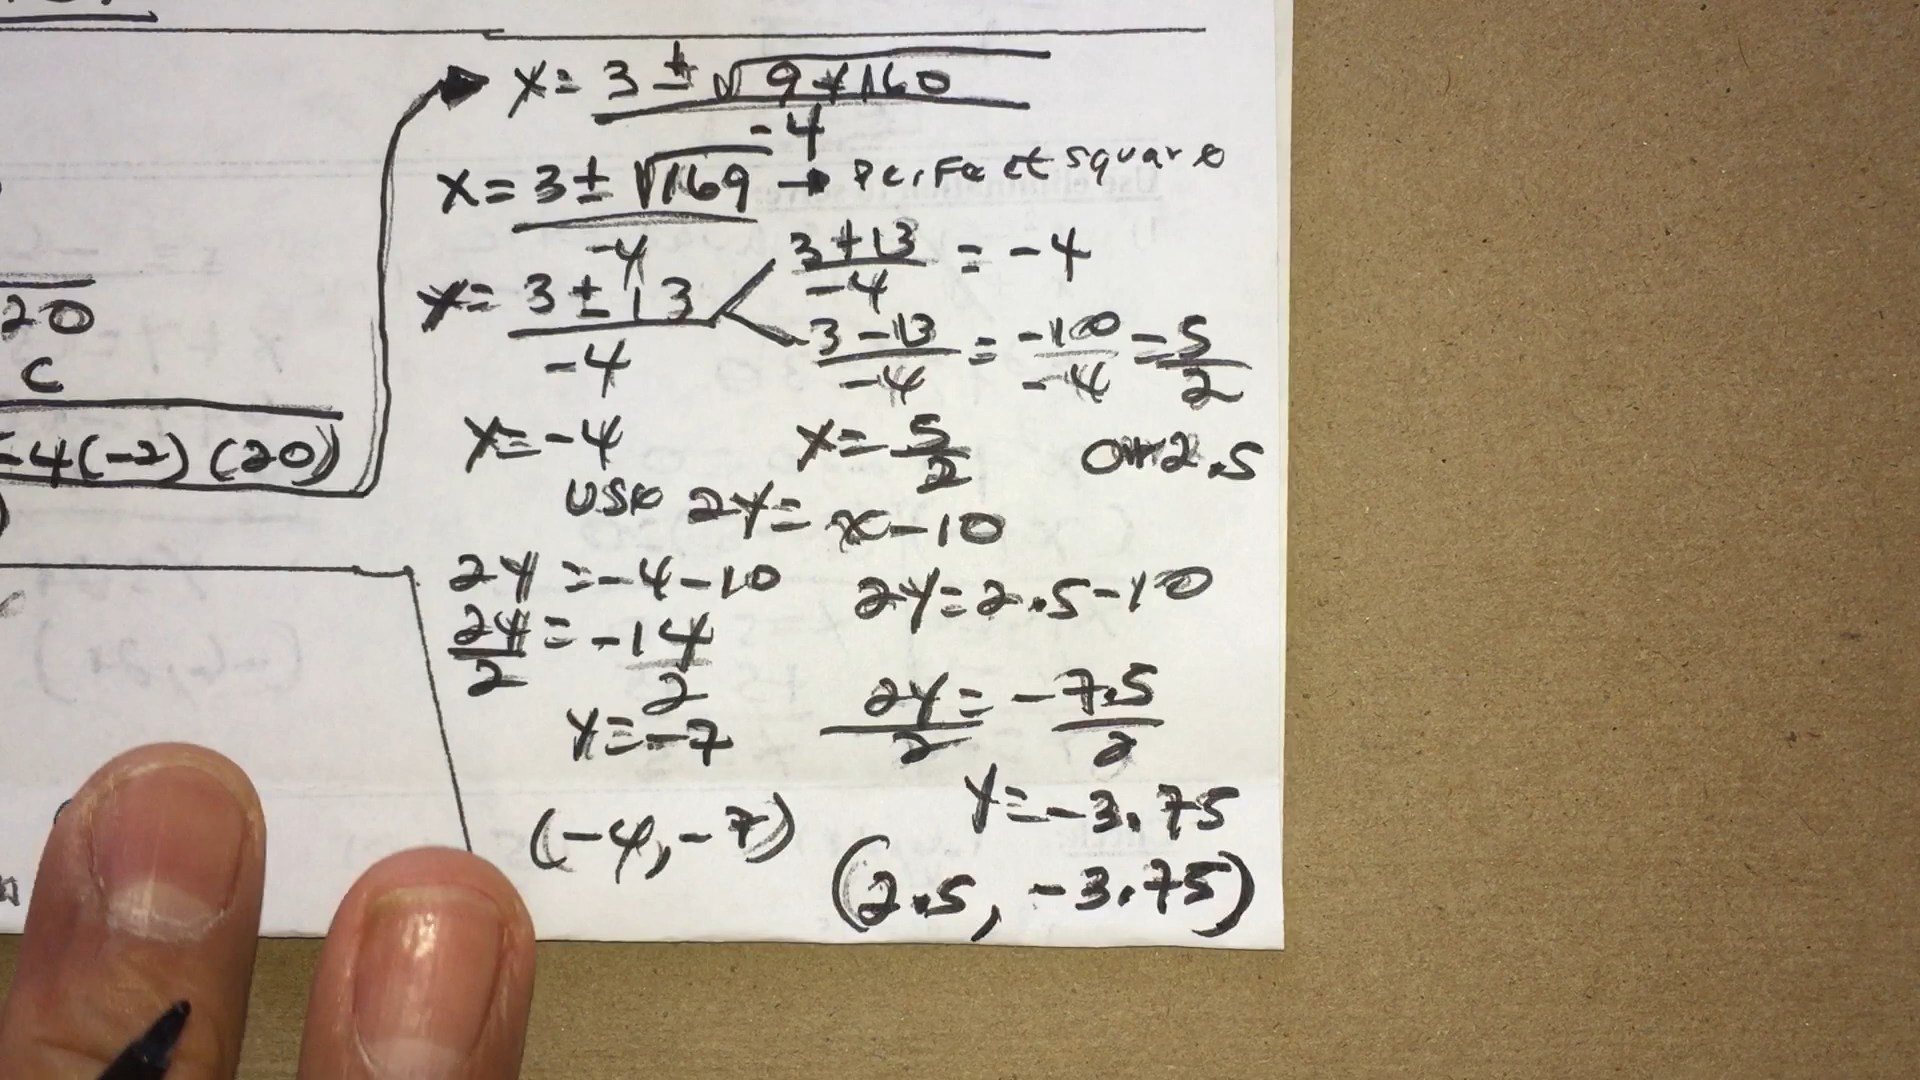 20
C
-4(-2)(20)
x = 3 ± √9+160
-4
x = 3 ± √169 → Perfect square
-4
x = 3 ± 13
-4
3+13 = -4
-4
3-13 = -10 = 5
-4 -4 2
x = -4 x = 5 or 2.5
2
use 2y = x-10
2y = -4-10 2y = 2.5-10
2y = -14
2 2
2y = -7.5
2 2
y = -7
y = -3.75
(-4, -7) (2.5, -3.75)